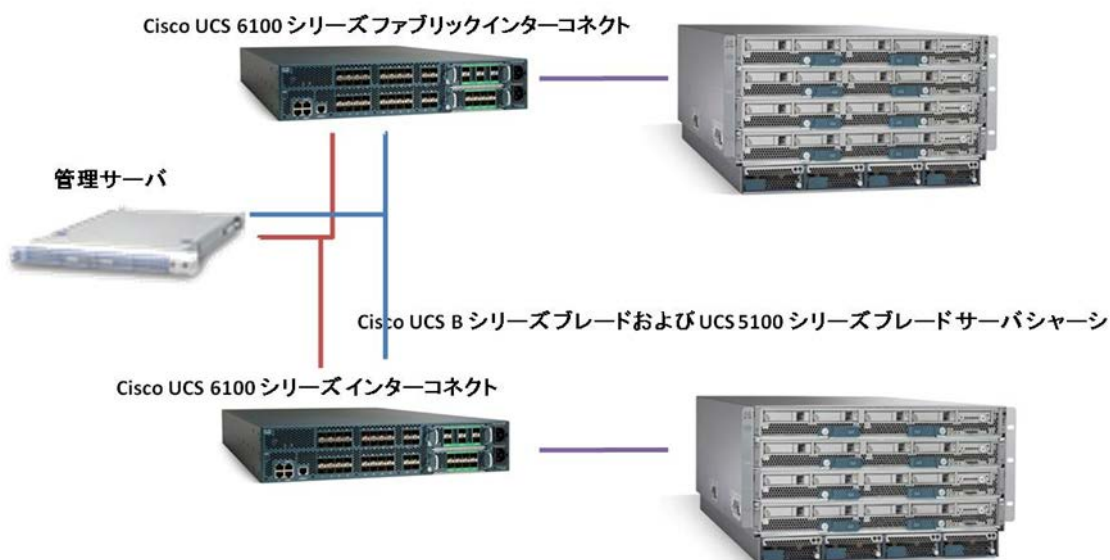 Cisco UCS 6100 シリーズ ファブリックインターコネクト
管理サーバ
Cisco UCS B シリーズ ブレードおよび UCS 5100 シリーズ ブレード サーバ シャーシ
Cisco UCS 6100 シリーズ インターコネクト